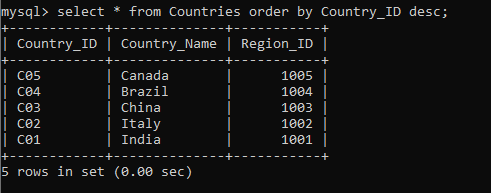 mysql> select * from Countries order by Country_ID desc;
+------------+--------------+-----------+
| Country_ID | Country_Name | Region_ID |
+------------+--------------+-----------+
| C05        | Canada       |      1005 |
| C04        | Brazil       |      1004 |
| C03        | China        |      1003 |
| C02        | Italy        |      1002 |
| C01        | India        |      1001 |
+------------+--------------+-----------+
5 rows in set (0.00 sec)